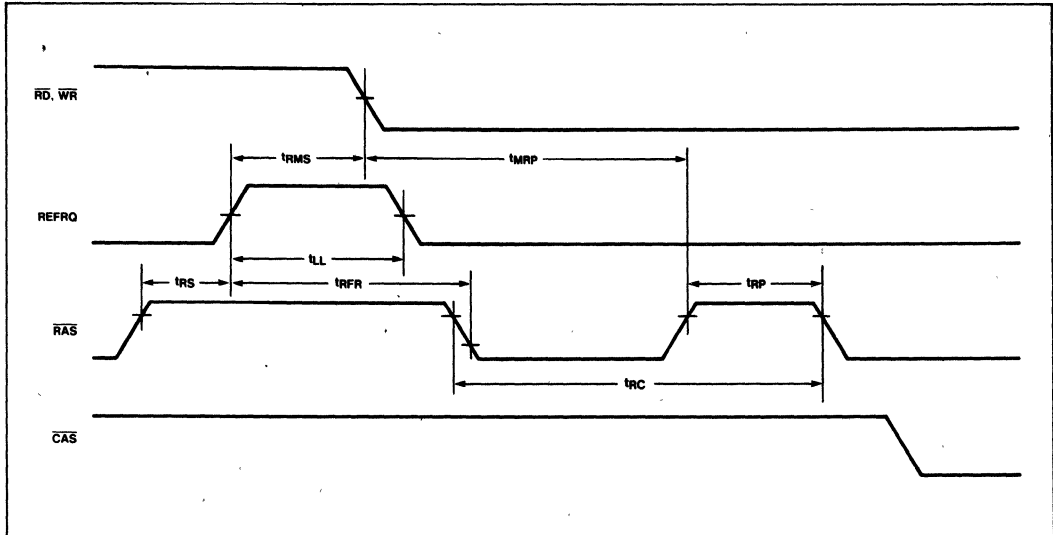 RD, WR
tRMS
tMRP
REFRQ
tLL
tRS
tRFR
tRP
RAS
tRC
CAS